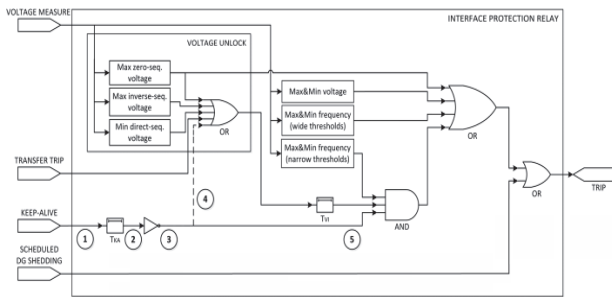 VOLTAGE MEASURE
INTERFACE PROTECTION RELAY
VOLTAGE UNLOCK
Max zero-seq.
voltage
Max inverse-seq.
voltage
Min direct-seq.
voltage
OR
Max&Min voltage
Max&Min frequency
(wide thresholds)
Max&Min frequency
(narrow thresholds)
OR
TRANSFER TRIP
4
OR
TRIP
KEEP-ALIVE
1
TKA
2
3
TVI
5
AND
SCHEDULED
DG SHEDDING